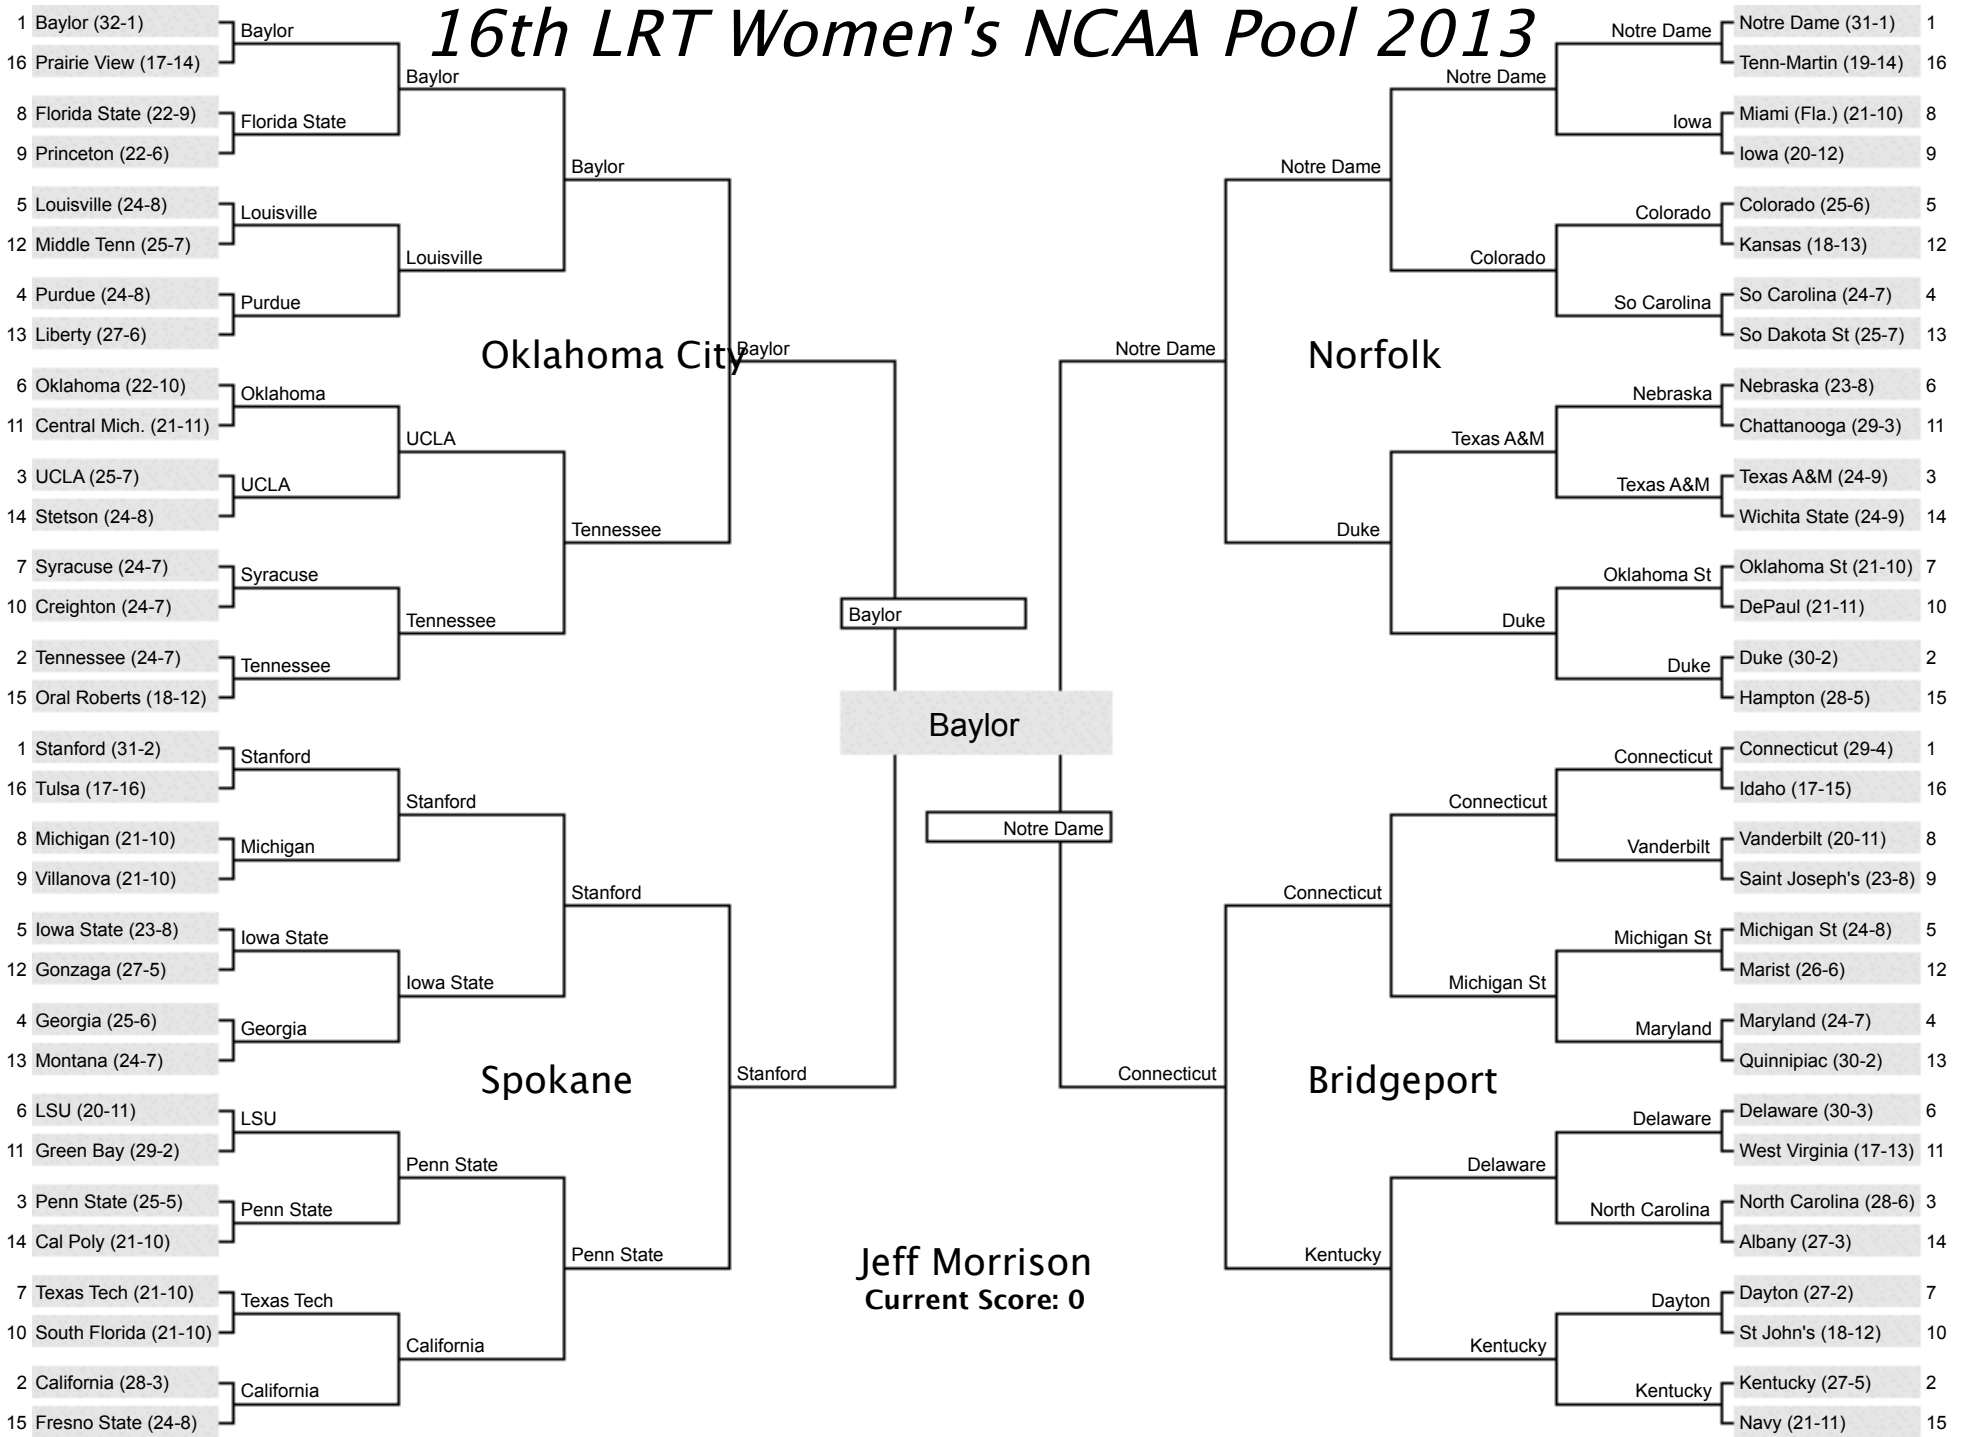 16th LRT Women's NCAA Pool 2013
1 Baylor (32-1)
16 Prairie View (17-14)
8 Florida State (22-9)
9 Princeton (22-6)
5 Louisville (24-8)
12 Middle Tenn (25-7)
4 Purdue (24-8)
13 Liberty (27-6)
6 Oklahoma (22-10)
11 Central Mich. (21-11)
3 UCLA (25-7)
14 Stetson (24-8)
7 Syracuse (24-7)
10 Creighton (24-7)
2 Tennessee (24-7)
15 Oral Roberts (18-12)
Baylor
Florida State
Louisville
Purdue
Oklahoma
UCLA
Syracuse
Tennessee
Baylor
Louisville
UCLA
Tennessee
Baylor
Tennessee
Oklahoma City
Baylor
1 Stanford (31-2)
16 Tulsa (17-16)
8 Michigan (21-10)
9 Villanova (21-10)
5 Iowa State (23-8)
12 Gonzaga (27-5)
4 Georgia (25-6)
13 Montana (24-7)
6 LSU (20-11)
11 Green Bay (29-2)
3 Penn State (25-5)
14 Cal Poly (21-10)
7 Texas Tech (21-10)
10 South Florida (21-10)
2 California (28-3)
15 Fresno State (24-8)
Stanford
Michigan
Iowa State
Georgia
LSU
Penn State
Texas Tech
California
Stanford
Iowa State
Penn State
California
Stanford
Penn State
Spokane
Stanford
Baylor
Baylor
Notre Dame
Jeff Morrison
Current Score: 0
Notre Dame
Norfolk
Notre Dame
Duke
Notre Dame
Colorado
Texas A&M
Duke
Notre Dame
Iowa
Colorado
So Carolina
Nebraska
Texas A&M
Oklahoma St
Duke
Notre Dame (31-1) 1
Tenn-Martin (19-14) 16
Miami (Fla.) (21-10) 8
Iowa (20-12) 9
Colorado (25-6) 5
Kansas (18-13) 12
So Carolina (24-7) 4
So Dakota St (25-7) 13
Nebraska (23-8) 6
Chattanooga (29-3) 11
Texas A&M (24-9) 3
Wichita State (24-9) 14
Oklahoma St (21-10) 7
DePaul (21-11) 10
Duke (30-2) 2
Hampton (28-5) 15
Connecticut
Bridgeport
Connecticut
Kentucky
Connecticut
Michigan St
Delaware
Kentucky
Connecticut
Vanderbilt
Michigan St
Maryland
Delaware
North Carolina
Dayton
Kentucky
Connecticut (29-4) 1
Idaho (17-15) 16
Vanderbilt (20-11) 8
Saint Joseph's (23-8) 9
Michigan St (24-8) 5
Marist (26-6) 12
Maryland (24-7) 4
Quinnipiac (30-2) 13
Delaware (30-3) 6
West Virginia (17-13) 11
North Carolina (28-6) 3
Albany (27-3) 14
Dayton (27-2) 7
St John's (18-12) 10
Kentucky (27-5) 2
Navy (21-11) 15